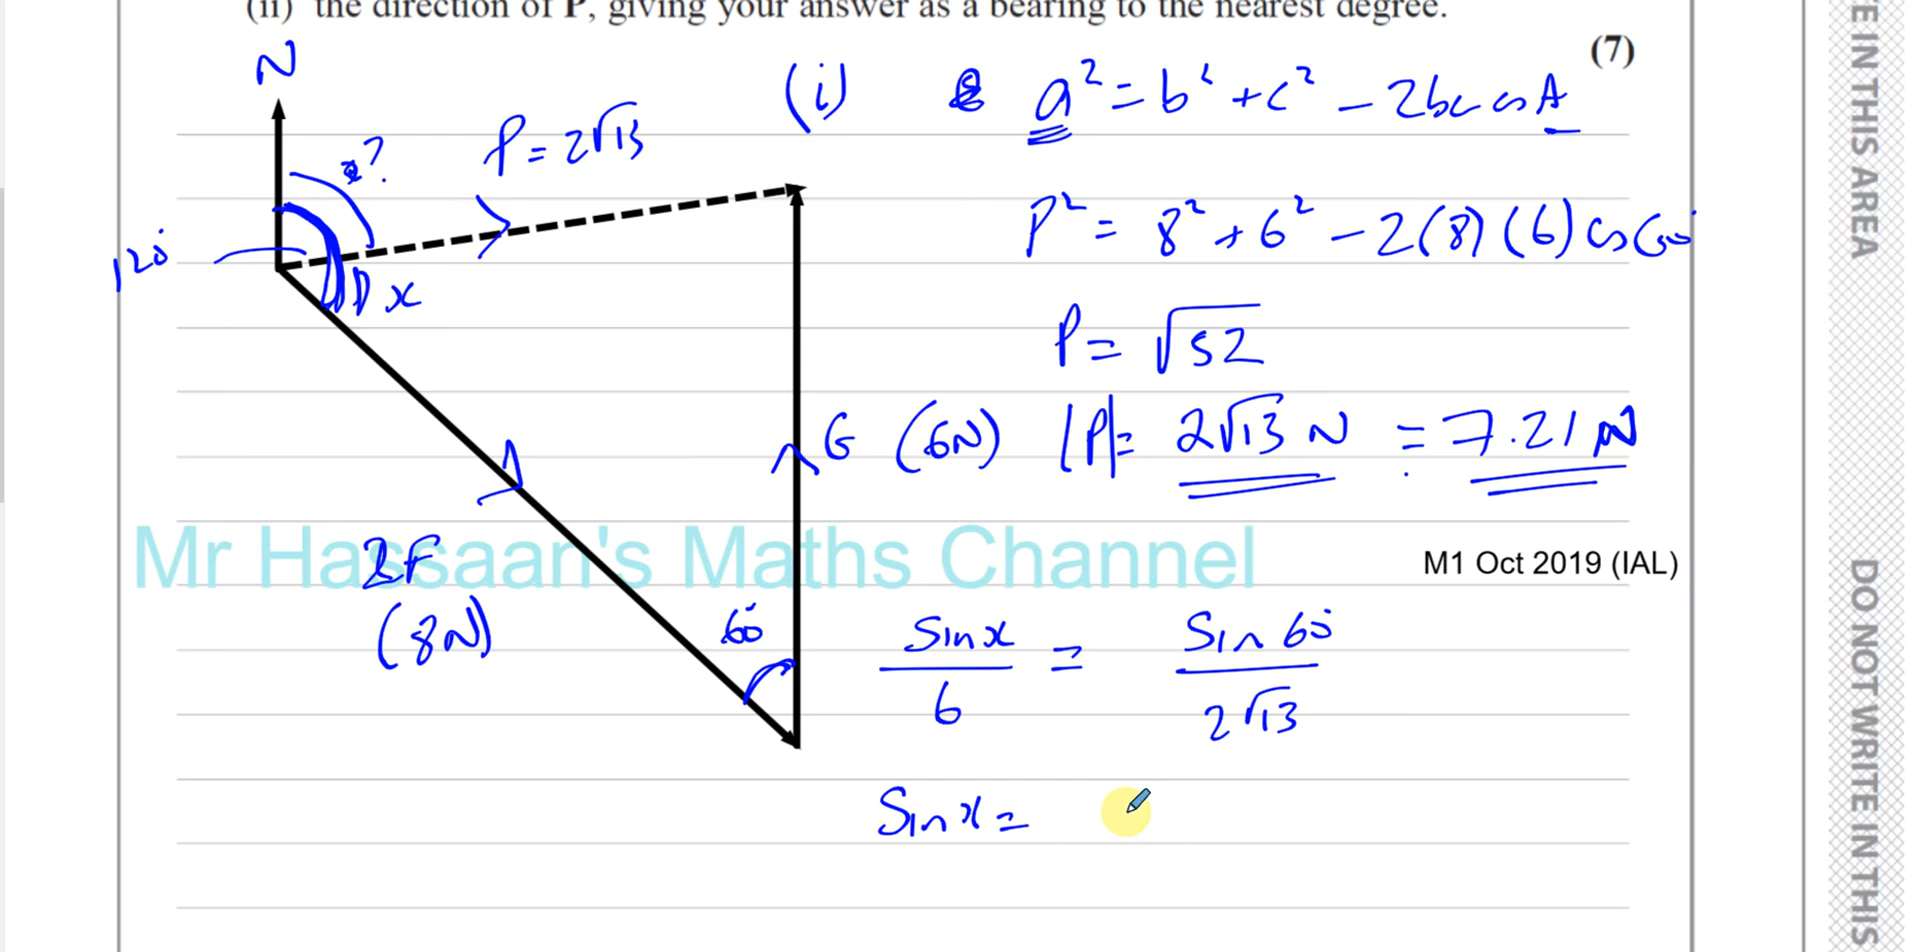 (ii) the direction of P, giving your answer as a bearing to the nearest degree.
(7)
N
(i) a² = b² + c² - 2bc cos A
P = 2√13
?
P² = 8² + 6² - 2(8)(6) cos 60°
120°
x
P = √52
G (6N) |P| = 2√13 N = 7.21 N
Mr Hassaan's Maths Channel
M1 Oct 2019 (IAL)
2F
(8N)
60°
Sin x / 6 = Sin 60° / 2√13
Sin x =
E IN THIS AREA
DO NOT WRITE IN THIS